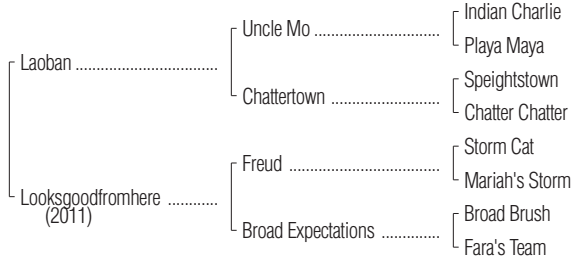 Indian Charlie
Uncle Mo ................................
Playa Maya
Laoban ....................................
Speightstown
Chattertown ............................
Chatter Chatter
Storm Cat
Freud .......................................
Mariah's Storm
Looksgoodfromhere .............
(2011)
Broad Brush
Broad Expectations ...............
Fara's Team